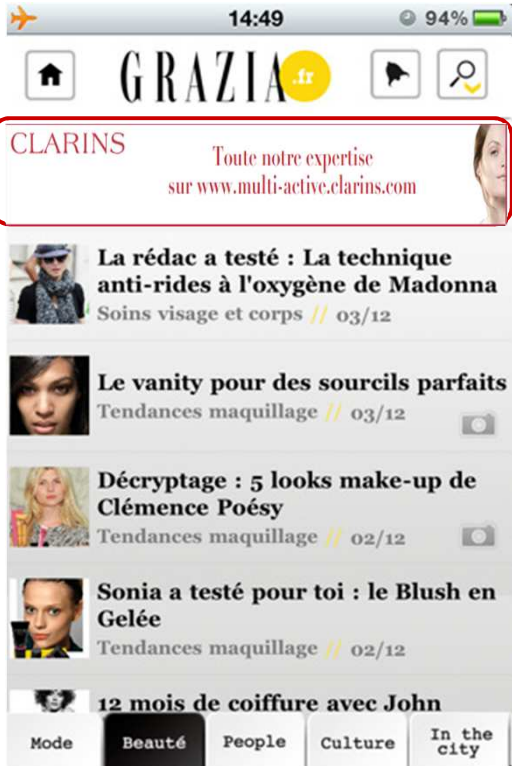 14:49
94%
GRAZIA.fr
CLARINS
Toute notre expertise
sur www.multi-active.clarins.com
La rédac a testé : La technique
anti-rides à l'oxygène de Madonna
Soins visage et corps // 03/12
Le vanity pour des sourcils parfaits
Tendances maquillage // 03/12
Décryptage : 5 looks make-up de
Clémence Poésy
Tendances maquillage // 02/12
Sonia a testé pour toi : le Blush en
Gelée
Tendances maquillage // 02/12
12 mois de coiffure avec John
Mode
Beauté
People
Culture
In the
city